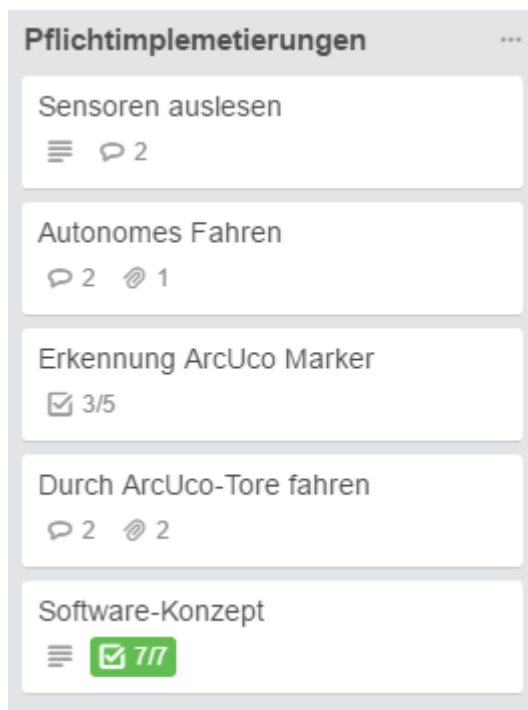 Pflichtimplemetierungen
Sensoren auslesen
2
Autonomes Fahren
2 1
Erkennung ArcUco Marker
3/5
Durch ArcUco-Tore fahren
2 2
Software-Konzept
7/7